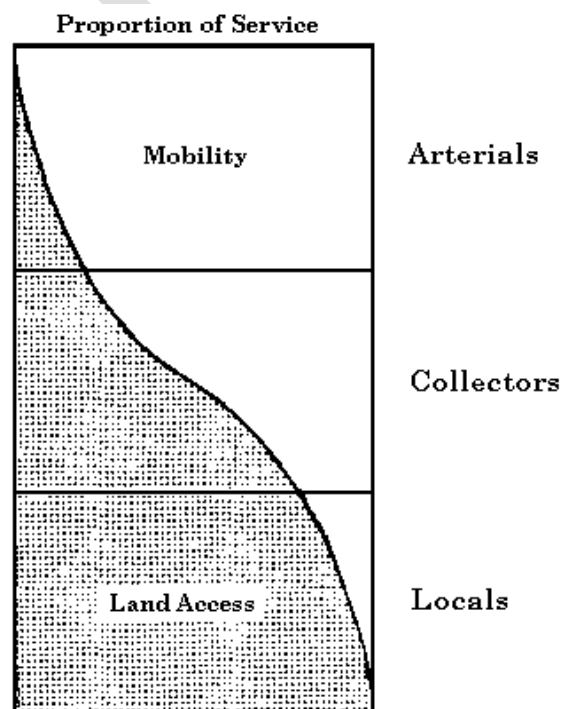 Proportion of Service
Mobility
Arterials
Collectors
Land Access
Locals